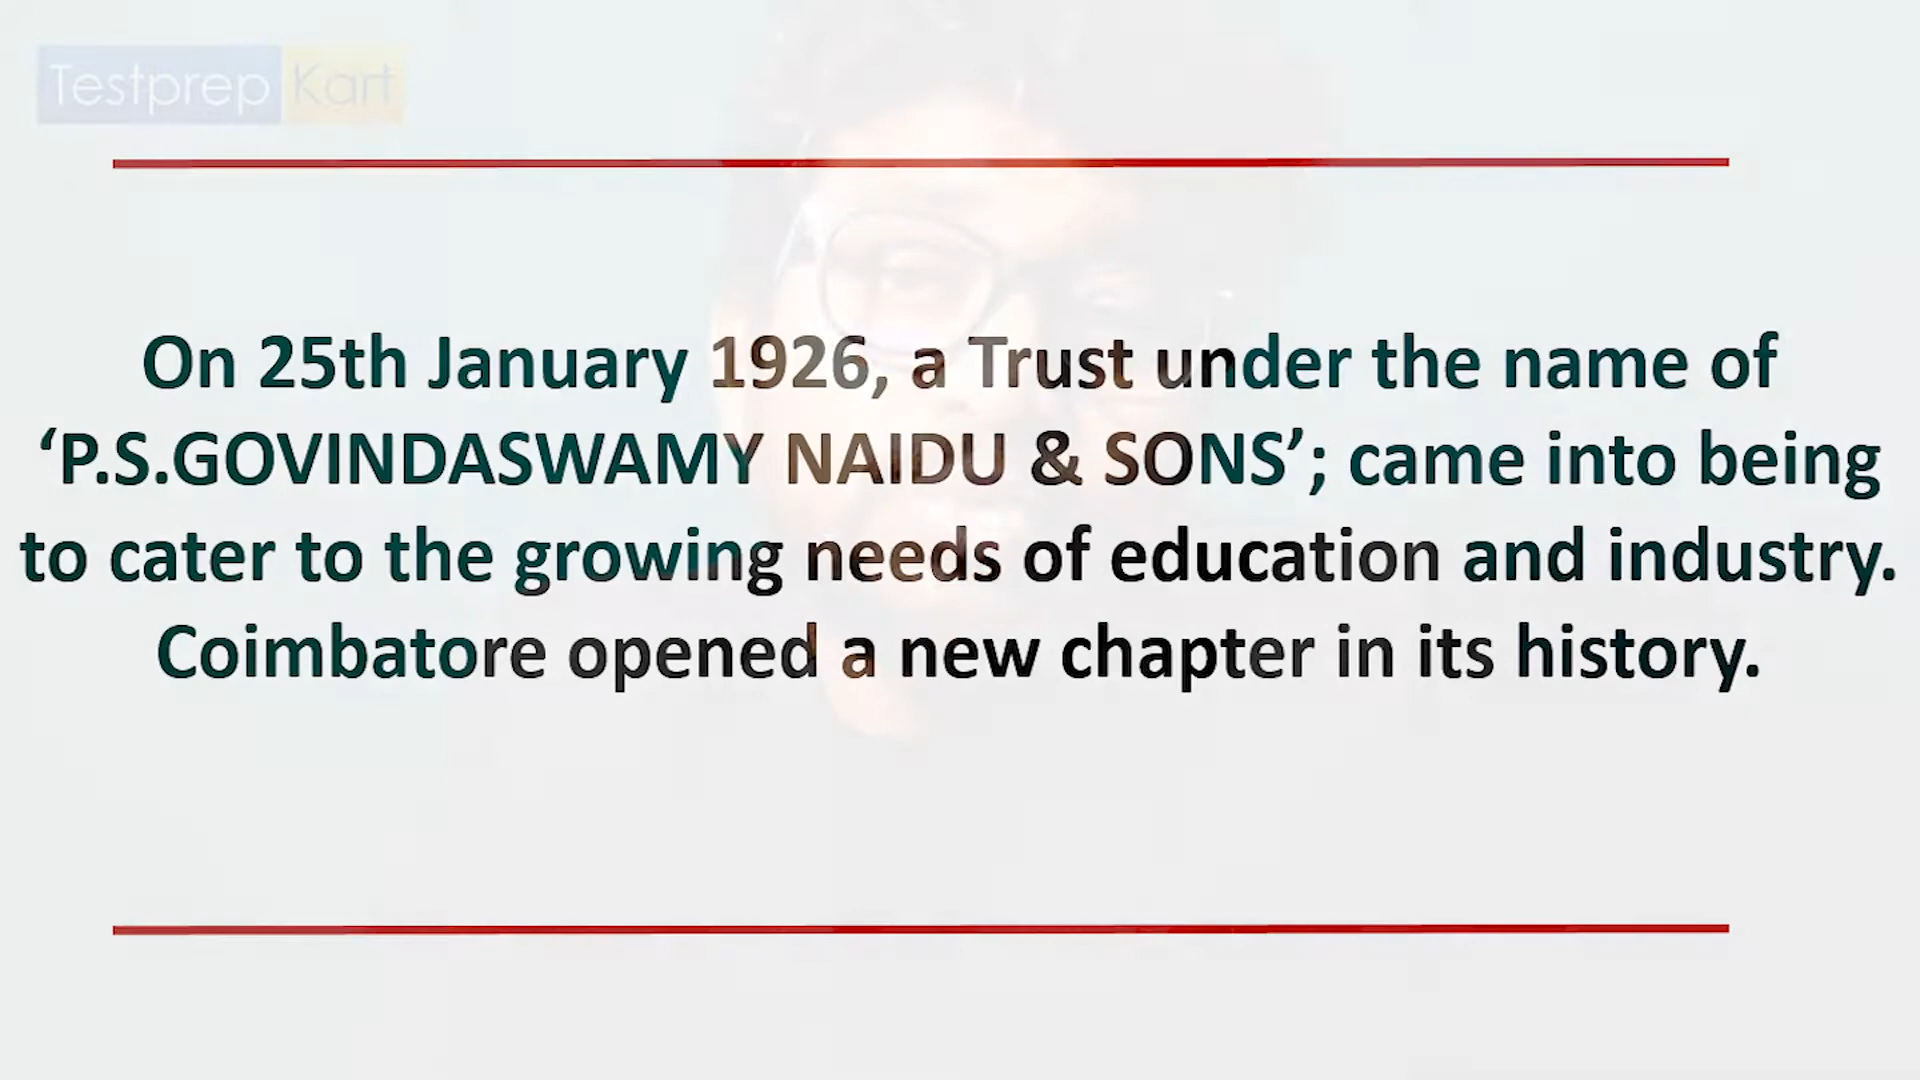 Testprep Kart
On 25th January 1926, a Trust under the name of
‘P.S.GOVINDASWAMY NAIDU & SONS’; came into being
to cater to the growing needs of education and industry.
Coimbatore opened a new chapter in its history.